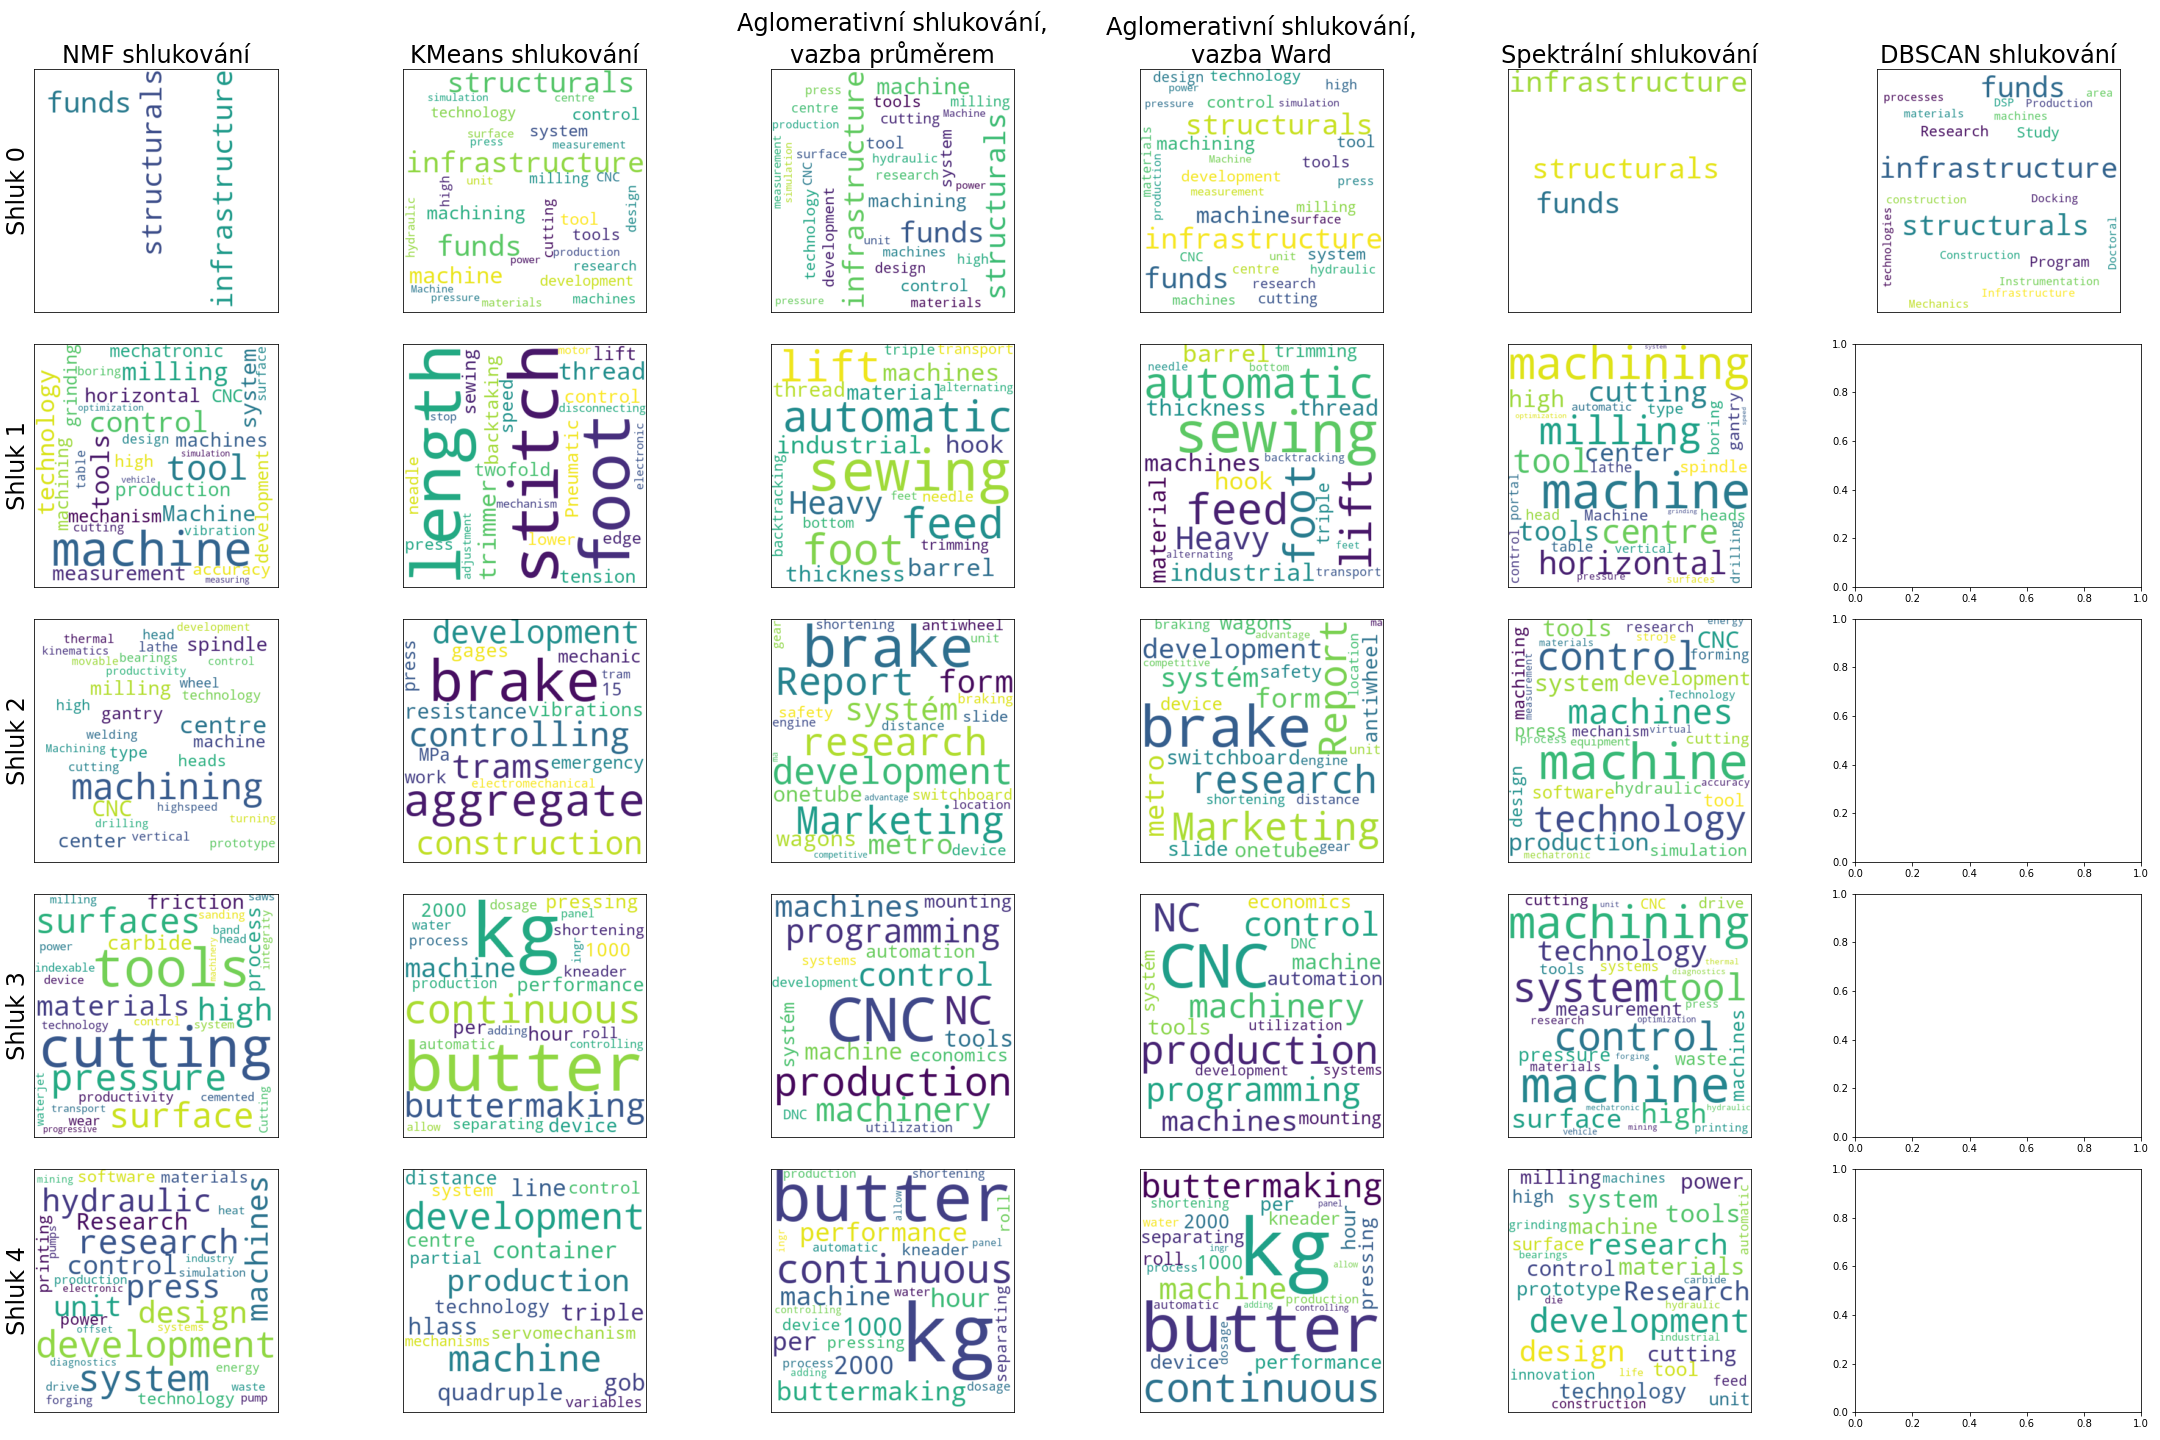 Aglomerativní shlukování,
Aglomerativní shlukování,
NMF shlukování
KMeans shlukování
vazba průměrem
vazba Ward
Spektrální shlukování
DBSCAN shlukování
Shluk 0
funds
structurals
infrastructure
structurals
simulation
centre
technology
control
surface
system
press
measurement
infrastructure
unit
milling
CNC
high
machining
tool
design
hydraulic
cutting
tools
funds
production
power
research
machine
development
Machine
pressure
materials
machines
press
machine
tools
milling
centre
cutting
Machine
production
tool
surface
hydraulic
system
research
power
measurement
simulation
CNC
infrastructure
structurals
machining
technology
development
unit
funds
machines
high
design
control
pressure
materials
design
technology
power
high
pressure
control
simulation
structurals
machining
tool
Machine
tools
materials
production
development
press
measurement
milling
machine
surface
infrastructure
CNC
unit
system
centre
hydraulic
funds
research
machines
cutting
infrastructure
structurals
funds
funds
processes
area
DSP
Production
materials
machines
Research
Study
infrastructure
construction
Docking
structurals
technologies
Doctoral
Construction
Program
Instrumentation
Infrastructure
Mechanics
Shluk 1
mechatronic
boring
milling
grinding
system
surface
horizontal
CNC
optimization
technology
control
design
machines
simulation
tools
high
tool
table
vehicle
machining
production
development
mechanism
Machine
cutting
vibration
machine
measurement
accuracy
measuring
motor
lift
sewing
thread
length
stitch
backtaking
speed
control
stop
disconnecting
foot
Pneumatic
electronic
twofold
neadle
trimmer
mechanism
press
adjustment
lower
edge
tension
triple
transport
lift
machines
thread
material
alternating
automatic
industrial
hook
sewing
Heavy
feet
needle
backtracking
bottom
feed
foot
trimming
thickness
barrel
barrel
trimming
needle
bottom
automatic
thickness
thread
sewing
machines
backtracking
material
hook
feed
foot
triple
lift
Heavy
alternating
feet
industrial
transport
system
machining
cutting
high
automatic
type
optimization
milling
boring
gantry
speed
tool
center
lathe
spindle
machine
portal
grinding
head
Machine
heads
tools
centre
control
table
vertical
drilling
horizontal
pressure
surfaces
1.0
0.8
0.6
0.4
0.2
0.0
0.0 0.2 0.4 0.6 0.8 1.0
Shluk 2
development
thermal
head
kinematics
lathe
spindle
movable
bearings
control
productivity
milling
wheel
technology
high
gantry
centre
welding
machine
Machining
type
heads
cutting
machining
CNC
highspeed
drilling
turning
center
vertical
prototype
development
press
gages
mechanic
brake
tram
15
resistance
vibrations
controlling
MPa
trams
emergency
work
electromechanical
aggregate
construction
gear
shortening
antiwheel
brake
unit
Report
form
braking
safety
systém
engine
distance
slide
research
ma
development
onetube
advantage
switchboard
location
Marketing
wagons
metro
device
competitive
braking
wagons
ma
advantage
development
Report
location
antiwheel
competitive
systém
safety
device
form
brake
unit
switchboard
engine
metro
research
shortening
distance
Marketing
slide
onetube
gear
tools
research
energy
materials
stroje
CNC
machining
measurement
control
forming
system
development
Technology
machines
press
mechanism
virtual
process
equipment
cutting
machine
design
accuracy
software
hydraulic
tool
technology
production
mechatronic
simulation
1.0
0.8
0.6
0.4
0.2
0.0
0.0 0.2 0.4 0.6 0.8 1.0
Shluk 3
milling
friction
saws
surfaces
sanding
process
integrity
power
carbide
band
head
machinery
tools
indexable
device
materials
high
technology
control
system
cutting
pressure
waterjet
productivity
cemented
transport
surface
Cutting
wear
progressive
2000
kg
dosage
pressing
water
panel
process
shortening
ingr
1000
machine
kneader
production
performance
continuous
per
adding
hour
roll
automatic
controlling
butter
buttermaking
allow
separating
device
machines
mounting
programming
automation
systems
development
control
systém
CNC
NC
tools
machine
economics
production
DNC
machinery
utilization
economics
NC
control
DNC
CNC
machine
systém
automation
machinery
tools
utilization
production
development
systems
programming
machines
mounting
cutting
unit
CNC
drive
machining
technology
thermal
tools
systems
diagnostics
system
tool
measurement
press
research
optimization
control
machines
pressure
forging
waste
materials
machine
mechatronic
hydraulic
surface
high
vehicle
mining
printing
1.0
0.8
0.6
0.4
0.2
0.0
0.0 0.2 0.4 0.6 0.8 1.0
Shluk 4
mining
software
materials
hydraulic
heat
machines
Research
printing
pumps
research
control
industry
simulation
production
electronic
press
unit
design
power
offset
systems
development
diagnostics
energy
system
drive
waste
forging
technology
pump
distance
system
line
control
development
centre
partial
container
production
technology
triple
hlass
servomechanism
mechanisms
machine
quadruple
gob
variables
production
shortening
butter
allow
roll
ingr
performance
automatic
kneader
panel
continuous
machine
water
hour
controlling
device
1000
kg
separating
per
pressing
process
2000
adding
buttermaking
dosage
buttermaking
shortening
per
panel
water
2000
kneader
hour
separating
ingr
kg
pressing
roll
process
1000
allow
machine
automatic
adding
production
controlling
butter
device
dosage
performance
continuous
milling
machines
power
high
system
tools
automatic
grinding
machine
surface
research
bearings
control
materials
carbide
prototype
Research
die
hydraulic
development
industrial
design
cutting
innovation
life
tool
feed
technology
construction
unit
1.0
0.8
0.6
0.4
0.2
0.0
0.0 0.2 0.4 0.6 0.8 1.0